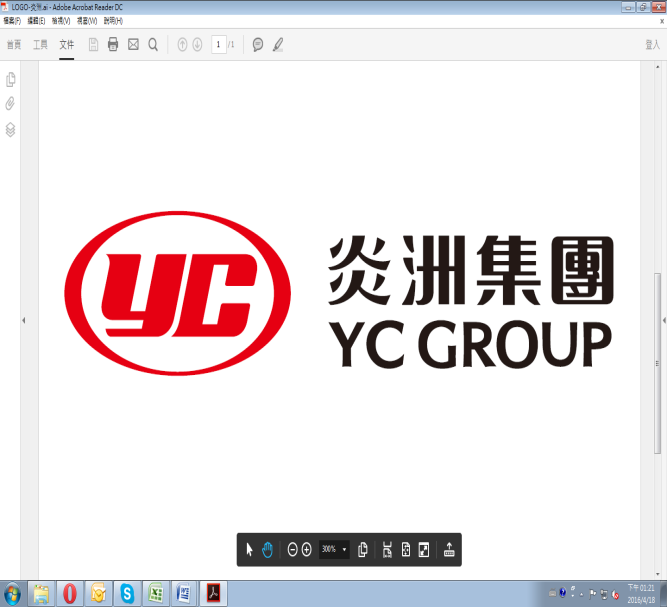 LOGO-炎洲.ai - Adobe Acrobat Reader DC
檔案(F) 編輯(E) 檢視(V) 視窗(W) 說明(H)
首頁 工具 文件 1 /1 登入
yc 炎洲集團
YC GROUP
300%
下午 01:21
2016/4/18